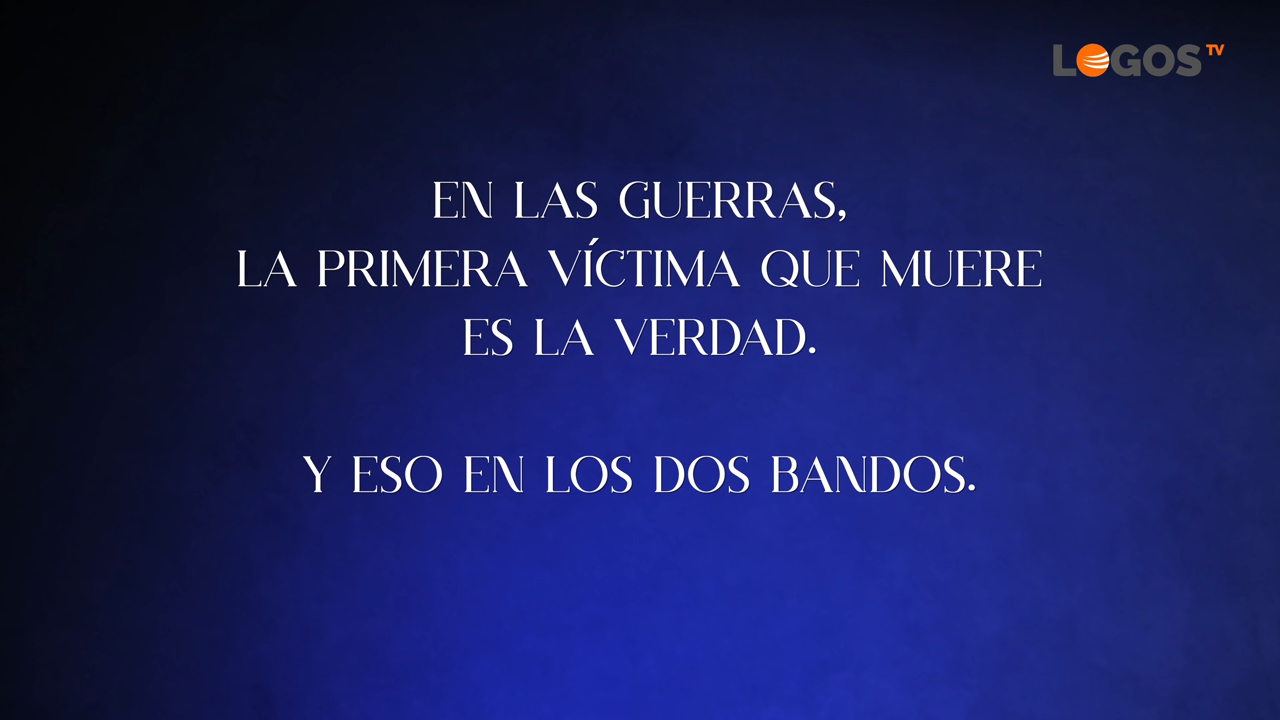 LOGOS TV
EN LAS GUERRAS,
LA PRIMERA VÍCTIMA QUE MUERE
ES LA VERDAD.
Y ESO EN LOS DOS BANDOS.